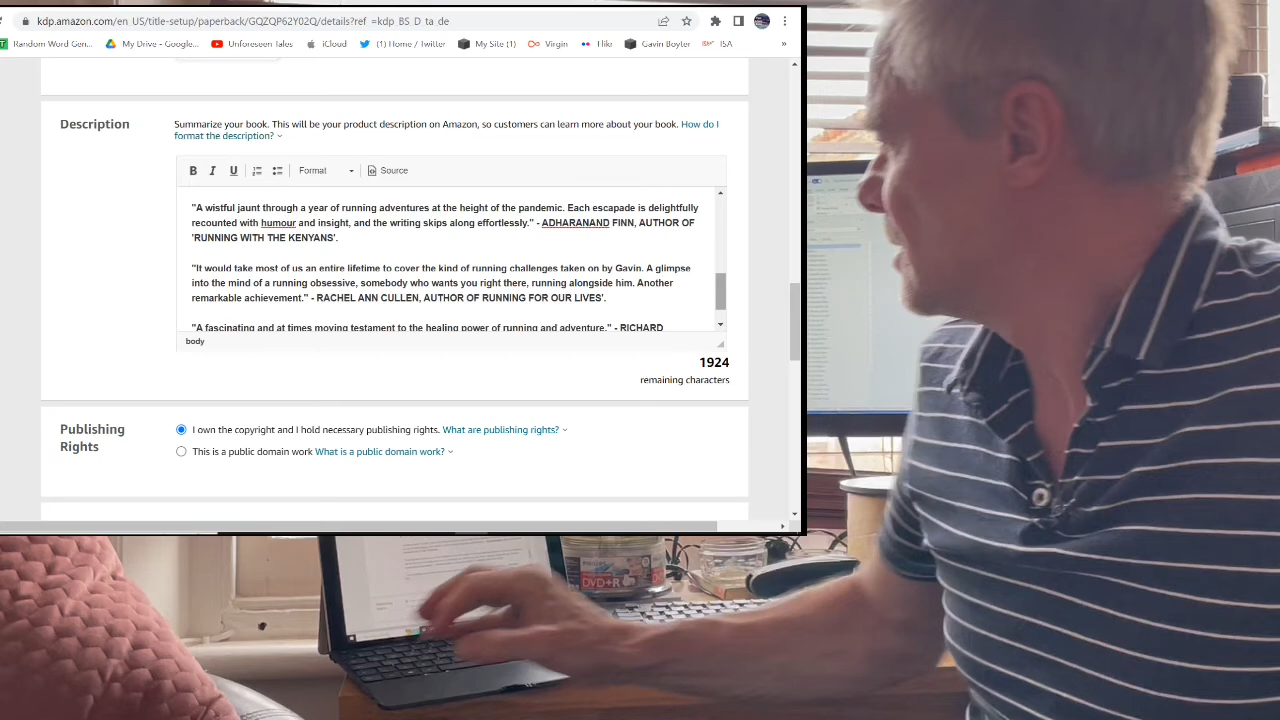 kdp.amazon.com/en_US/title-setup/paperback/GQZQP62Y02Q/details?ref_=kdp_BS_D_ta_de
Random Word Gen... My Drive - Google... Unforeseen Tales iCloud (1) Home / Twitter My Site (1) Virgin Hike Gavin Boyter ISA »
Description
Summarize your book. This will be your product description on Amazon, so customers can learn more about your book. How do I
format the description?
B I U Format Source
"A wistful jaunt through a year of running adventures at the height of the pandemic. Each escapade is delightfully
recounted with humour and insight, and the writing skips along effortlessly." - ADHARANAND FINN, AUTHOR OF
'RUNNING WITH THE KENYANS'.
"It would take most of us an entire lifetime to cover the kind of running challenges taken on by Gavin. A glimpse
into the mind of a running obsessive, somebody who wants you right there, running alongside him. Another
remarkable achievement." - RACHEL ANN CULLEN, AUTHOR OF RUNNING FOR OUR LIVES'.
"A fascinating and at times moving testament to the healing power of running and adventure." - RICHARD
body
1924
remaining characters
Publishing
Rights
I own the copyright and I hold necessary publishing rights. What are publishing rights?
This is a public domain work What is a public domain work?
PHILIPS
DVD+R